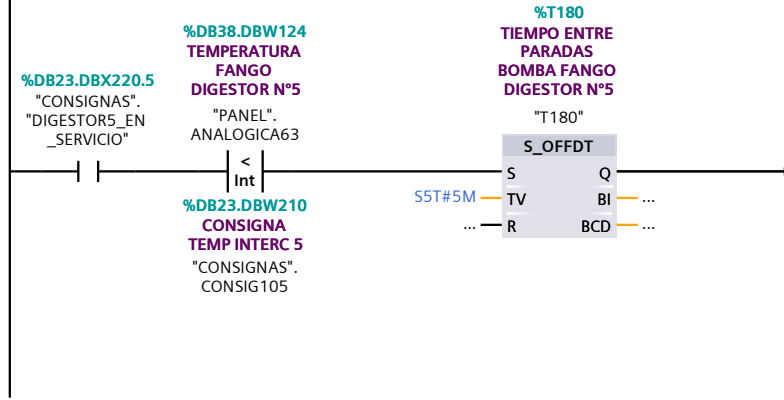 %DB23.DBX220.5
"CONSIGNAS".
"DIGESTOR5_EN
_SERVICIO"
%DB38.DBW124
TEMPERATURA
FANGO
DIGESTOR Nº5
"PANEL".
ANALOGICA63
<
Int
%DB23.DBW210
CONSIGNA
TEMP INTERC 5
"CONSIGNAS".
CONSIG105
%T180
TIEMPO ENTRE
PARADAS
BOMBA FANGO
DIGESTOR Nº5
"T180"
S_OFFDT
S Q
S5T#5M TV BI ...
... R BCD ...